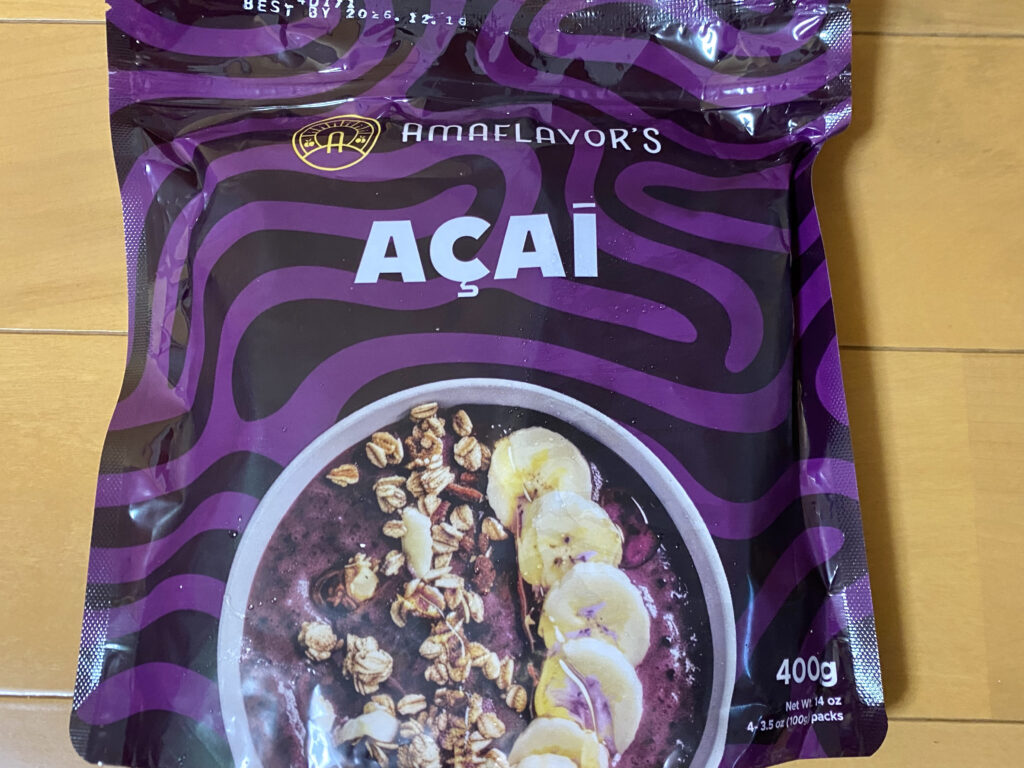 BEST BY 2026.12.16
AMAFLAVOR'S
AÇAÍ
400g
Net Wt 14 oz
4- 3.5 oz (100g) packs